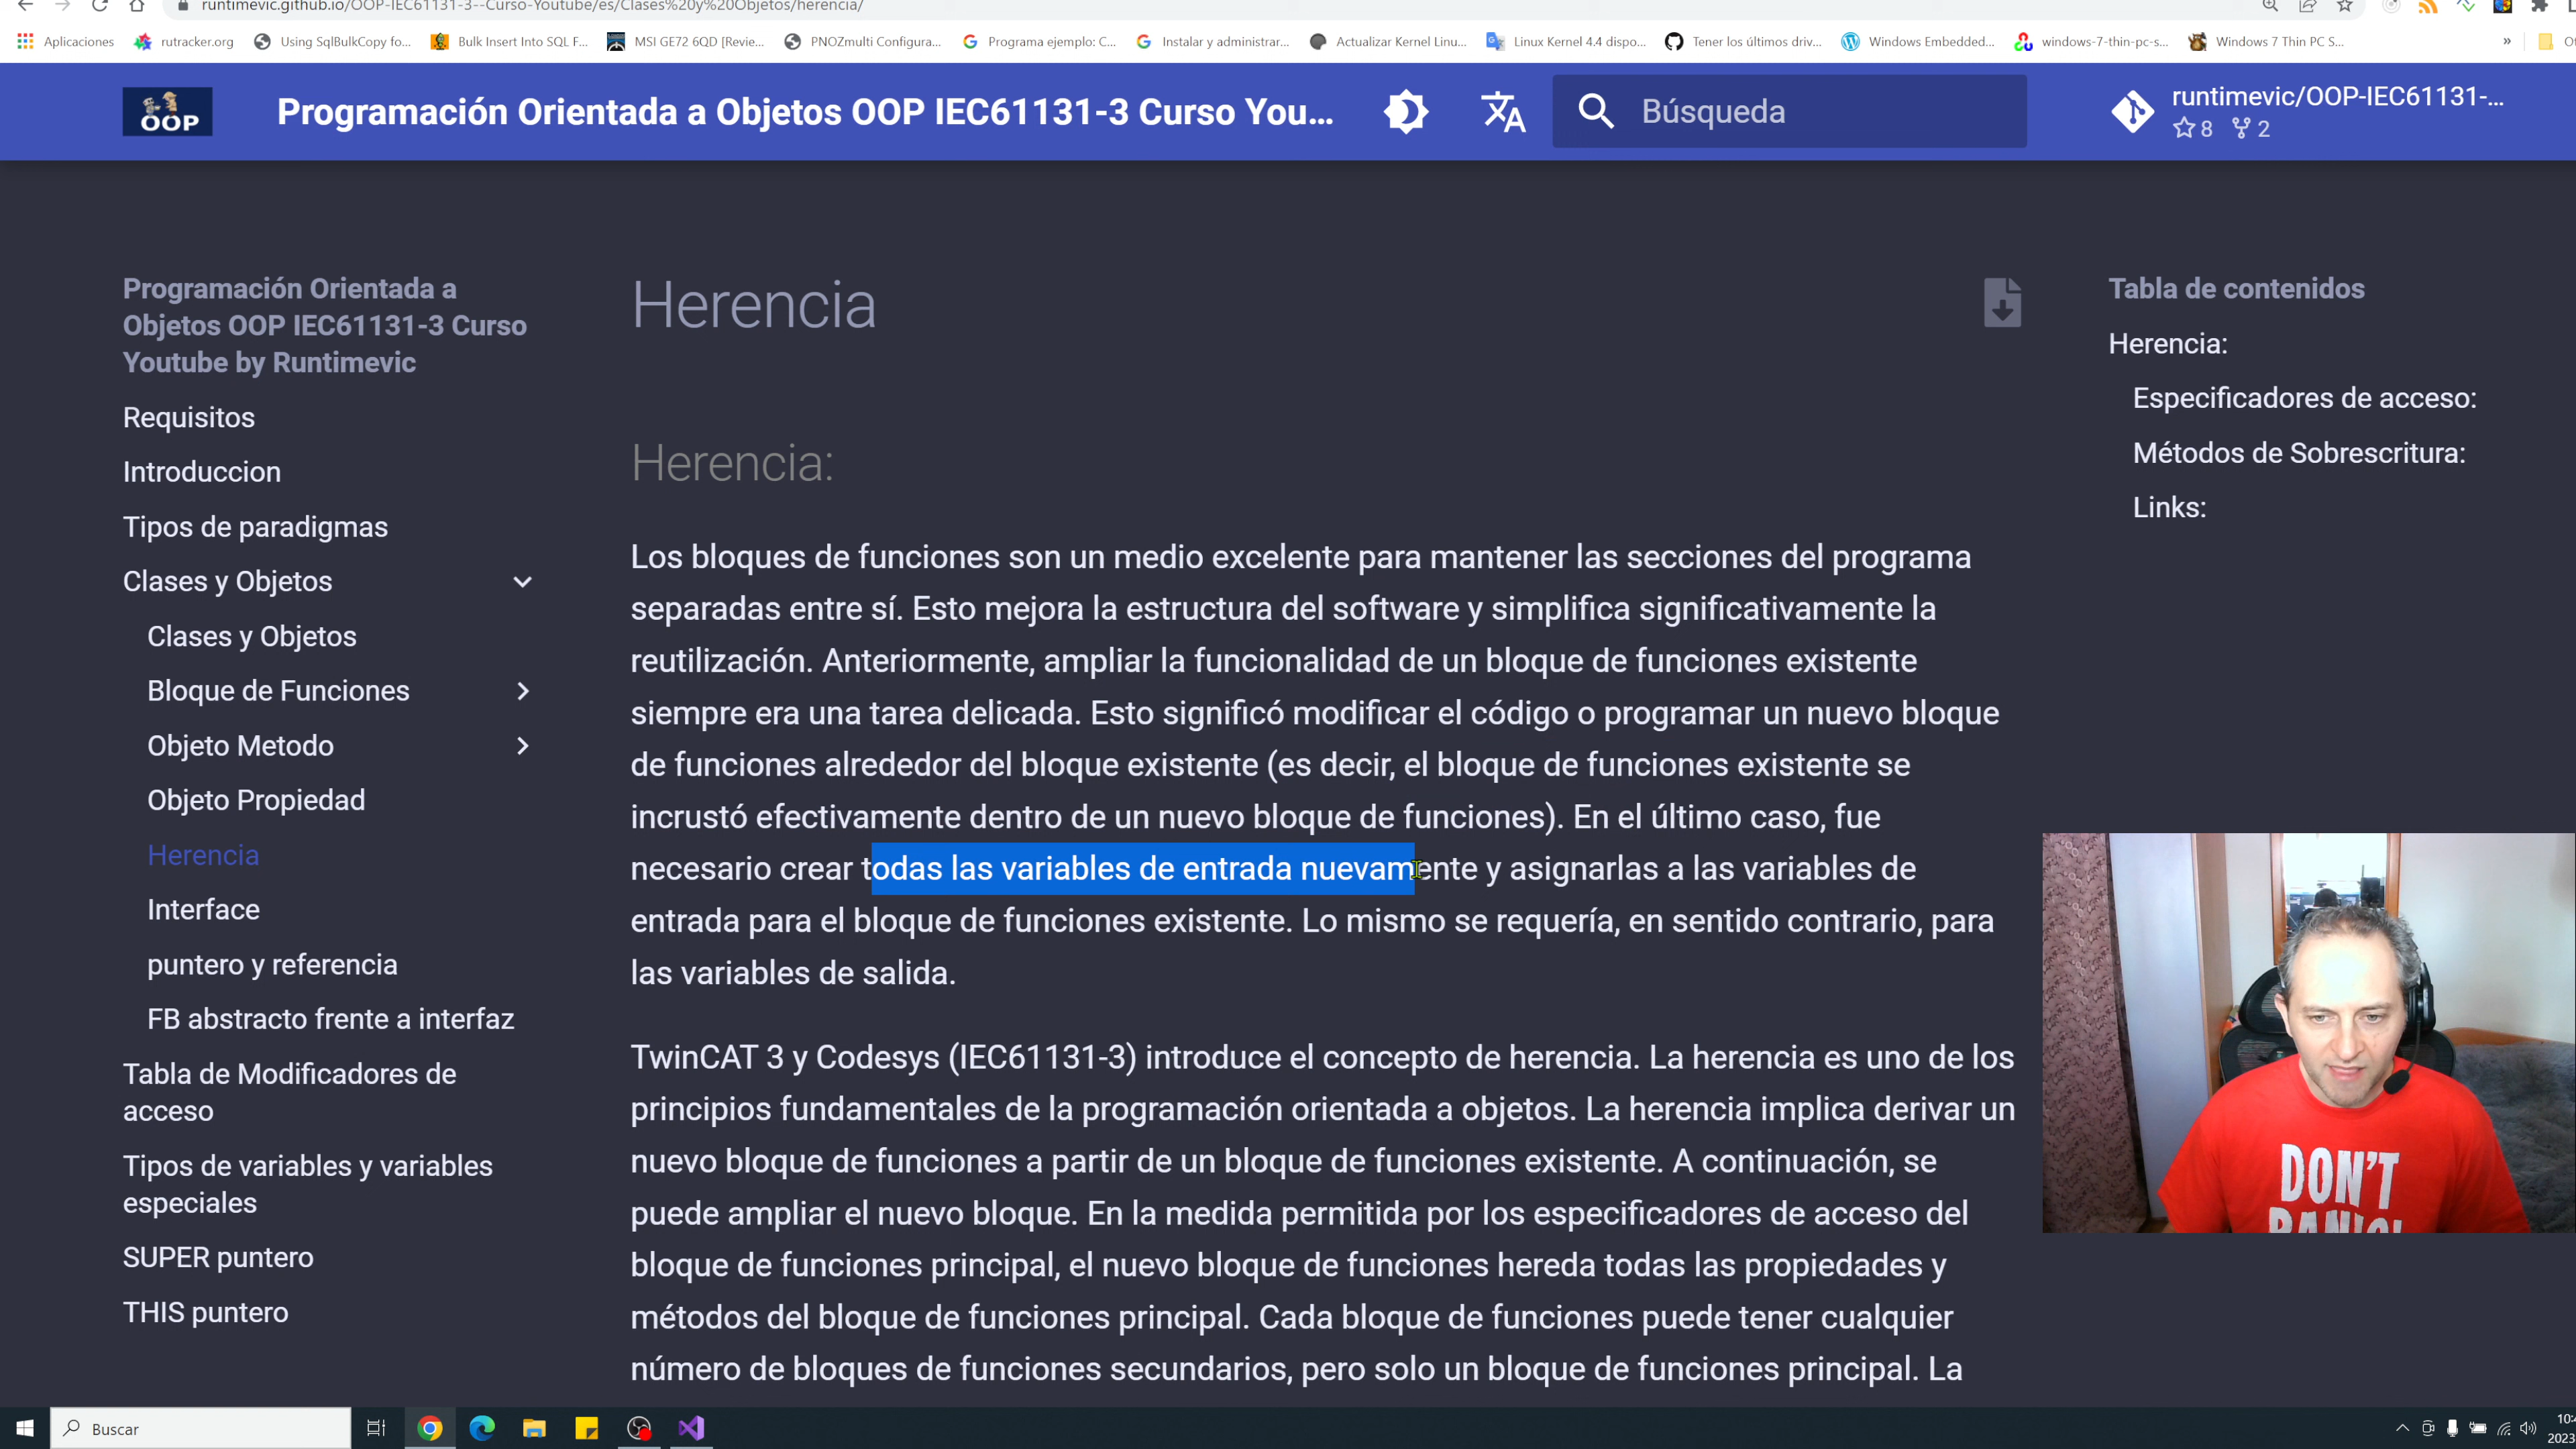 runtimevic.github.io/OOP-IEC61131-3--Curso-Youtube/es/Clases%20y%20Objetos/herencia/
Aplicaciones
rutracker.org
Using SqlBulkCopy fo...
Bulk Insert Into SQL F...
MSI GE72 6QD [Revie...
PNOZmulti Configura...
Programa ejemplo: C...
Instalar y administrar...
Actualizar Kernel Linu...
Linux Kernel 4.4 dispo...
Tener los últimos driv...
Windows Embedded...
windows-7-thin-pc-s...
Windows 7 Thin PC S...
»
OOP
Programación Orientada a Objetos OOP IEC61131-3 Curso You...
Búsqueda
runtimevic/OOP-IEC61131-...
8 2
Programación Orientada a
Objetos OOP IEC61131-3 Curso
Youtube by Runtimevic
Requisitos
Introduccion
Tipos de paradigmas
Clases y Objetos
Clases y Objetos
Bloque de Funciones
Objeto Metodo
Objeto Propiedad
Herencia
Interface
puntero y referencia
FB abstracto frente a interfaz
Tabla de Modificadores de
acceso
Tipos de variables y variables
especiales
SUPER puntero
THIS puntero
Herencia
Herencia:
Los bloques de funciones son un medio excelente para mantener las secciones del programa
separadas entre sí. Esto mejora la estructura del software y simplifica significativamente la
reutilización. Anteriormente, ampliar la funcionalidad de un bloque de funciones existente
siempre era una tarea delicada. Esto significó modificar el código o programar un nuevo bloque
de funciones alrededor del bloque existente (es decir, el bloque de funciones existente se
incrustó efectivamente dentro de un nuevo bloque de funciones). En el último caso, fue
necesario crear todas las variables de entrada nuevamente y asignarlas a las variables de
entrada para el bloque de funciones existente. Lo mismo se requería, en sentido contrario, para
las variables de salida.
TwinCAT 3 y Codesys (IEC61131-3) introduce el concepto de herencia. La herencia es uno de los
principios fundamentales de la programación orientada a objetos. La herencia implica derivar un
nuevo bloque de funciones a partir de un bloque de funciones existente. A continuación, se
puede ampliar el nuevo bloque. En la medida permitida por los especificadores de acceso del
bloque de funciones principal, el nuevo bloque de funciones hereda todas las propiedades y
métodos del bloque de funciones principal. Cada bloque de funciones puede tener cualquier
número de bloques de funciones secundarios, pero solo un bloque de funciones principal. La
Tabla de contenidos
Herencia:
Especificadores de acceso:
Métodos de Sobrescritura:
Links:
DON'T
PANIC!
Buscar
10:4
2023